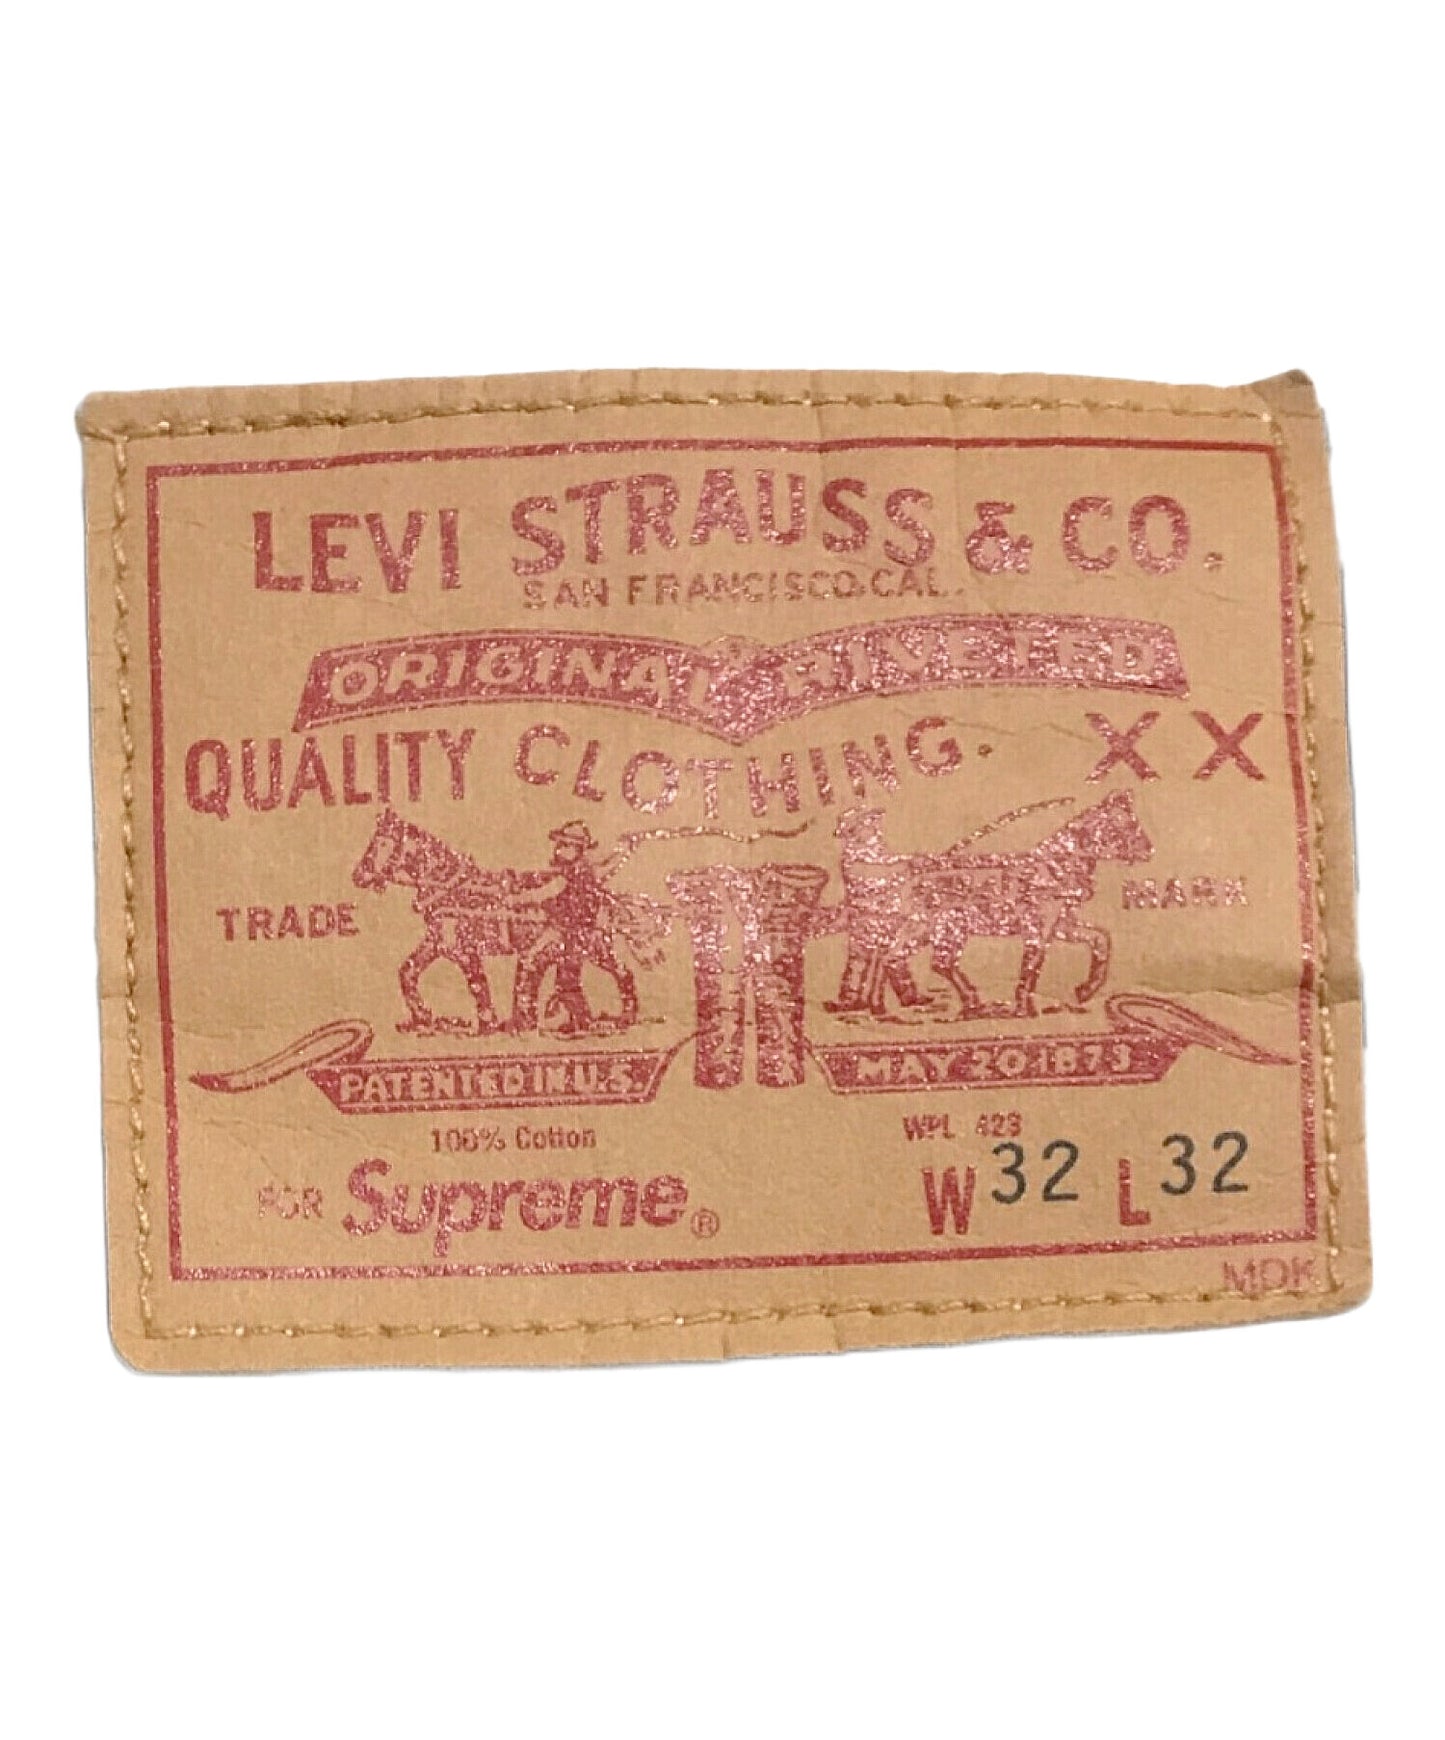 LEVI STRAUSS & CO.
SAN FRANCISCO,CAL.
ORIGINAL RIVETED
QUALITY CLOTHING. XX
TRADE MARK
PATENTED IN U.S. MAY 20 1873
100% Cotton WPL 423
FOR Supreme® W 32 L 32
MDK